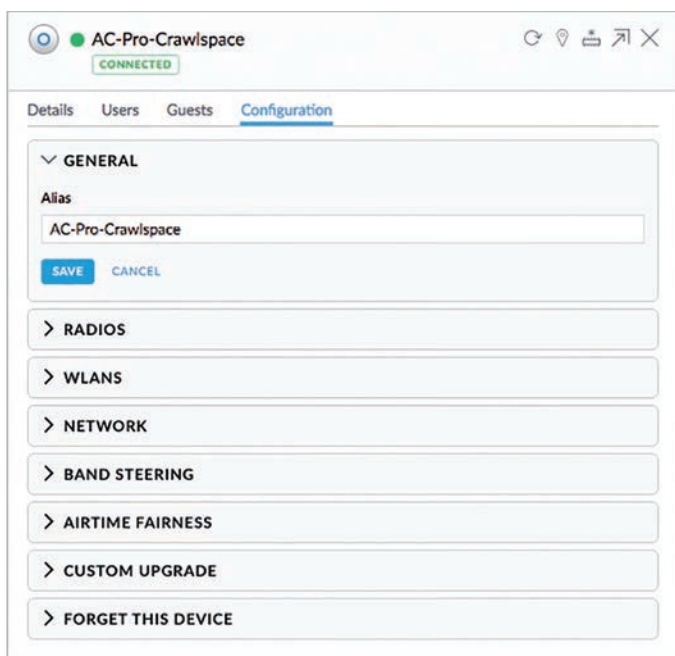 AC-Pro-Crawlspace
CONNECTED
Details Users Guests Configuration
GENERAL
Alias
AC-Pro-Crawlspace
SAVE CANCEL
RADIOS
WLANS
NETWORK
BAND STEERING
AIRTIME FAIRNESS
CUSTOM UPGRADE
FORGET THIS DEVICE